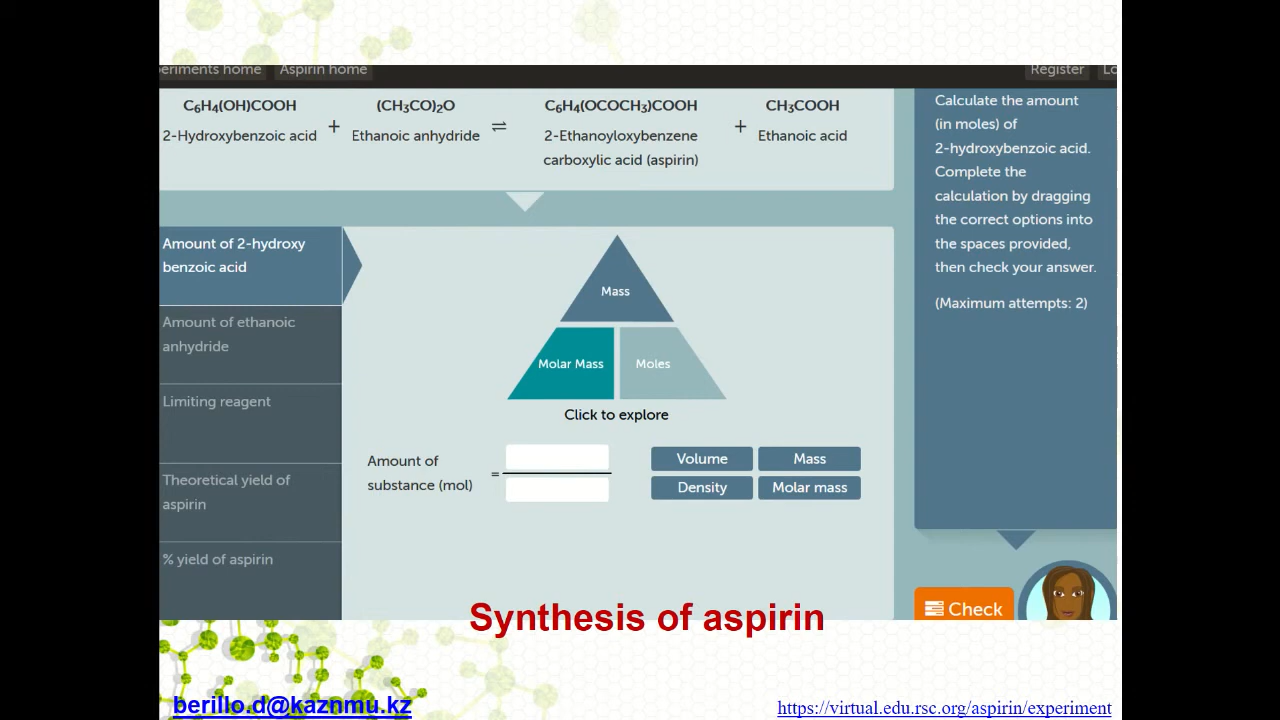 eriments home Aspirin home Register Lo
C₆H₄(OH)COOH (CH₃CO)₂O C₆H₄(OCOCH₃)COOH CH₃COOH
2-Hydroxybenzoic acid + Ethanoic anhydride ⇌ 2-Ethanoyloxybenzene + Ethanoic acid
carboxylic acid (aspirin)
Calculate the amount
(in moles) of
2-hydroxybenzoic acid.
Complete the
calculation by dragging
the correct options into
the spaces provided,
then check your answer.
(Maximum attempts: 2)
Amount of 2-hydroxy
benzoic acid
Amount of ethanoic
anhydride
Limiting reagent
Theoretical yield of
aspirin
% yield of aspirin
Mass
Molar Mass Moles
Click to explore
Amount of
substance (mol) =
Volume Mass
Density Molar mass
Check
Synthesis of aspirin
berillo.d@kaznmu.kz https://virtual.edu.rsc.org/aspirin/experiment